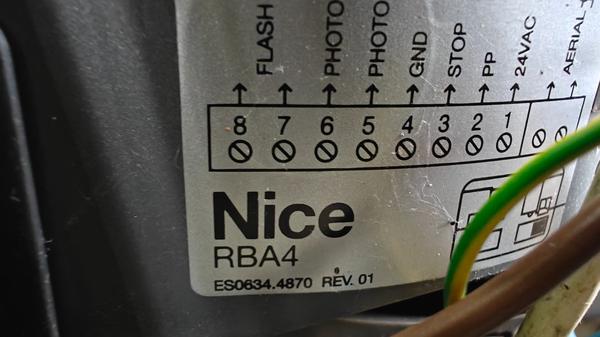 FLASH
PHOTO
PHOTO
GND
STOP
PP
24VAC
AERIAL
8 7 6 5 4 3 2 1
Nice
RBA4
ES0634.4870 REV. 01